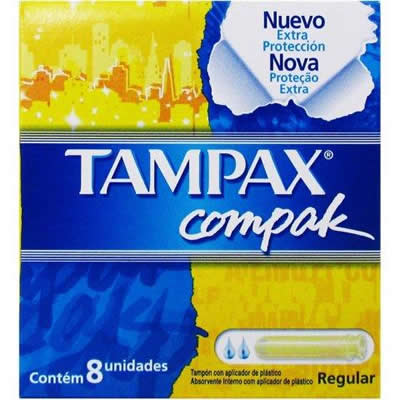 Nuevo
Extra
Protección
Nova
Proteção
Extra
TAMPAX®
compak
Contém 8 unidades
Tampón con aplicador de plástico
Absorvente Interno com aplicador de plástico
Regular